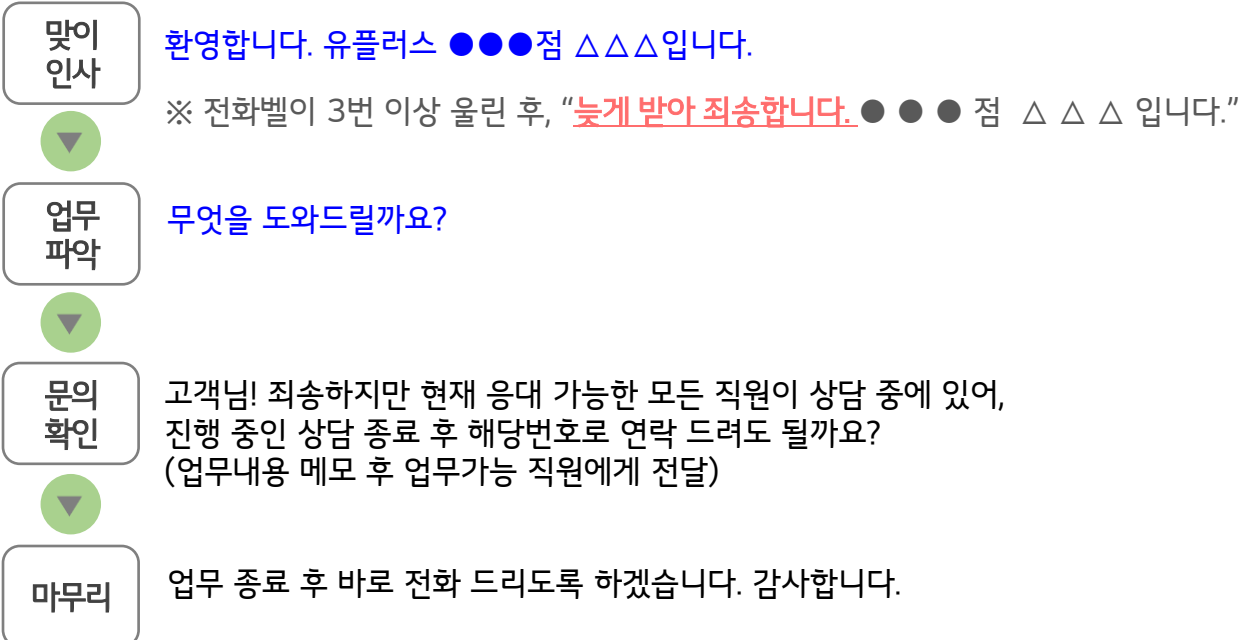 맞이
인사
환영합니다. 유플러스 ●●●점 △△△입니다.
※ 전화벨이 3번 이상 울린 후, “늦게 받아 죄송합니다. ● ● ● 점 △ △ △ 입니다.”
▼
업무
파악
무엇을 도와드릴까요?
▼
문의
확인
고객님! 죄송하지만 현재 응대 가능한 모든 직원이 상담 중에 있어,
진행 중인 상담 종료 후 해당번호로 연락 드려도 될까요?
(업무내용 메모 후 업무가능 직원에게 전달)
▼
마무리
업무 종료 후 바로 전화 드리도록 하겠습니다. 감사합니다.